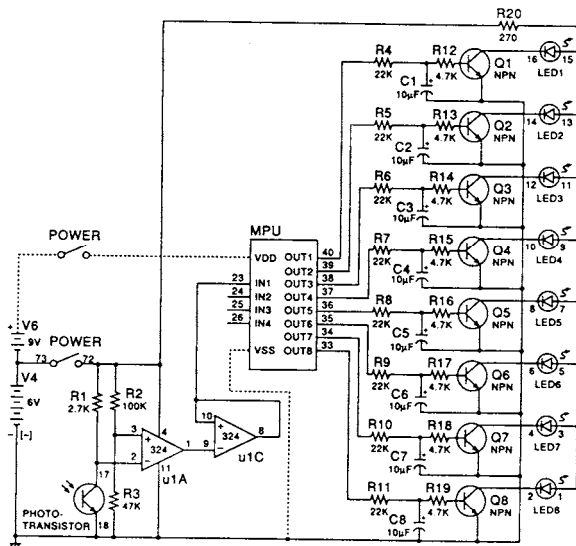 R20
270
R4
22K
R12
4.7K
C1
10µF
Q1
NPN
16
15
LED1
R5
22K
R13
4.7K
C2
10µF
Q2
NPN
14
13
LED2
R6
22K
R14
4.7K
C3
10µF
Q3
NPN
12
11
LED3
R7
22K
R15
4.7K
C4
10µF
Q4
NPN
10
9
LED4
R8
22K
R16
4.7K
C5
10µF
Q5
NPN
8
7
LED5
R9
22K
R17
4.7K
C6
10µF
Q6
NPN
6
5
LED6
R10
22K
R18
4.7K
C7
10µF
Q7
NPN
4
3
LED7
R11
22K
R19
4.7K
C8
10µF
Q8
NPN
2
1
LED8
MPU
VDD
23 IN1
24 IN2
25 IN3
26 IN4
VSS
OUT1 40
OUT2 39
OUT3 38
OUT4 37
OUT5 36
OUT6 35
OUT7 34
OUT8 33
POWER
V6
9V
POWER
73
72
V4
6V
[-]
R1
2.7K
R2
100K
R3
47K
3
2
4
324
1
11
u1A
10
9
324
8
u1C
17
18
PHOTO-
TRANSISTOR